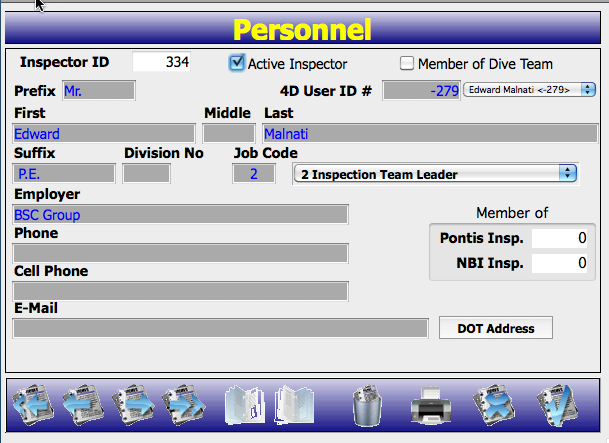 Personnel
Inspector ID 334 Active Inspector Member of Dive Team
Prefix Mr. 4D User ID # -279 Edward Malnati <-279>
First Middle Last
Edward Malnati
Suffix Division No Job Code
P.E. 2 2 Inspection Team Leader
Employer
BSC Group
Member of
Phone
Pontis Insp. 0
NBI Insp. 0
Cell Phone
E-Mail
DOT Address